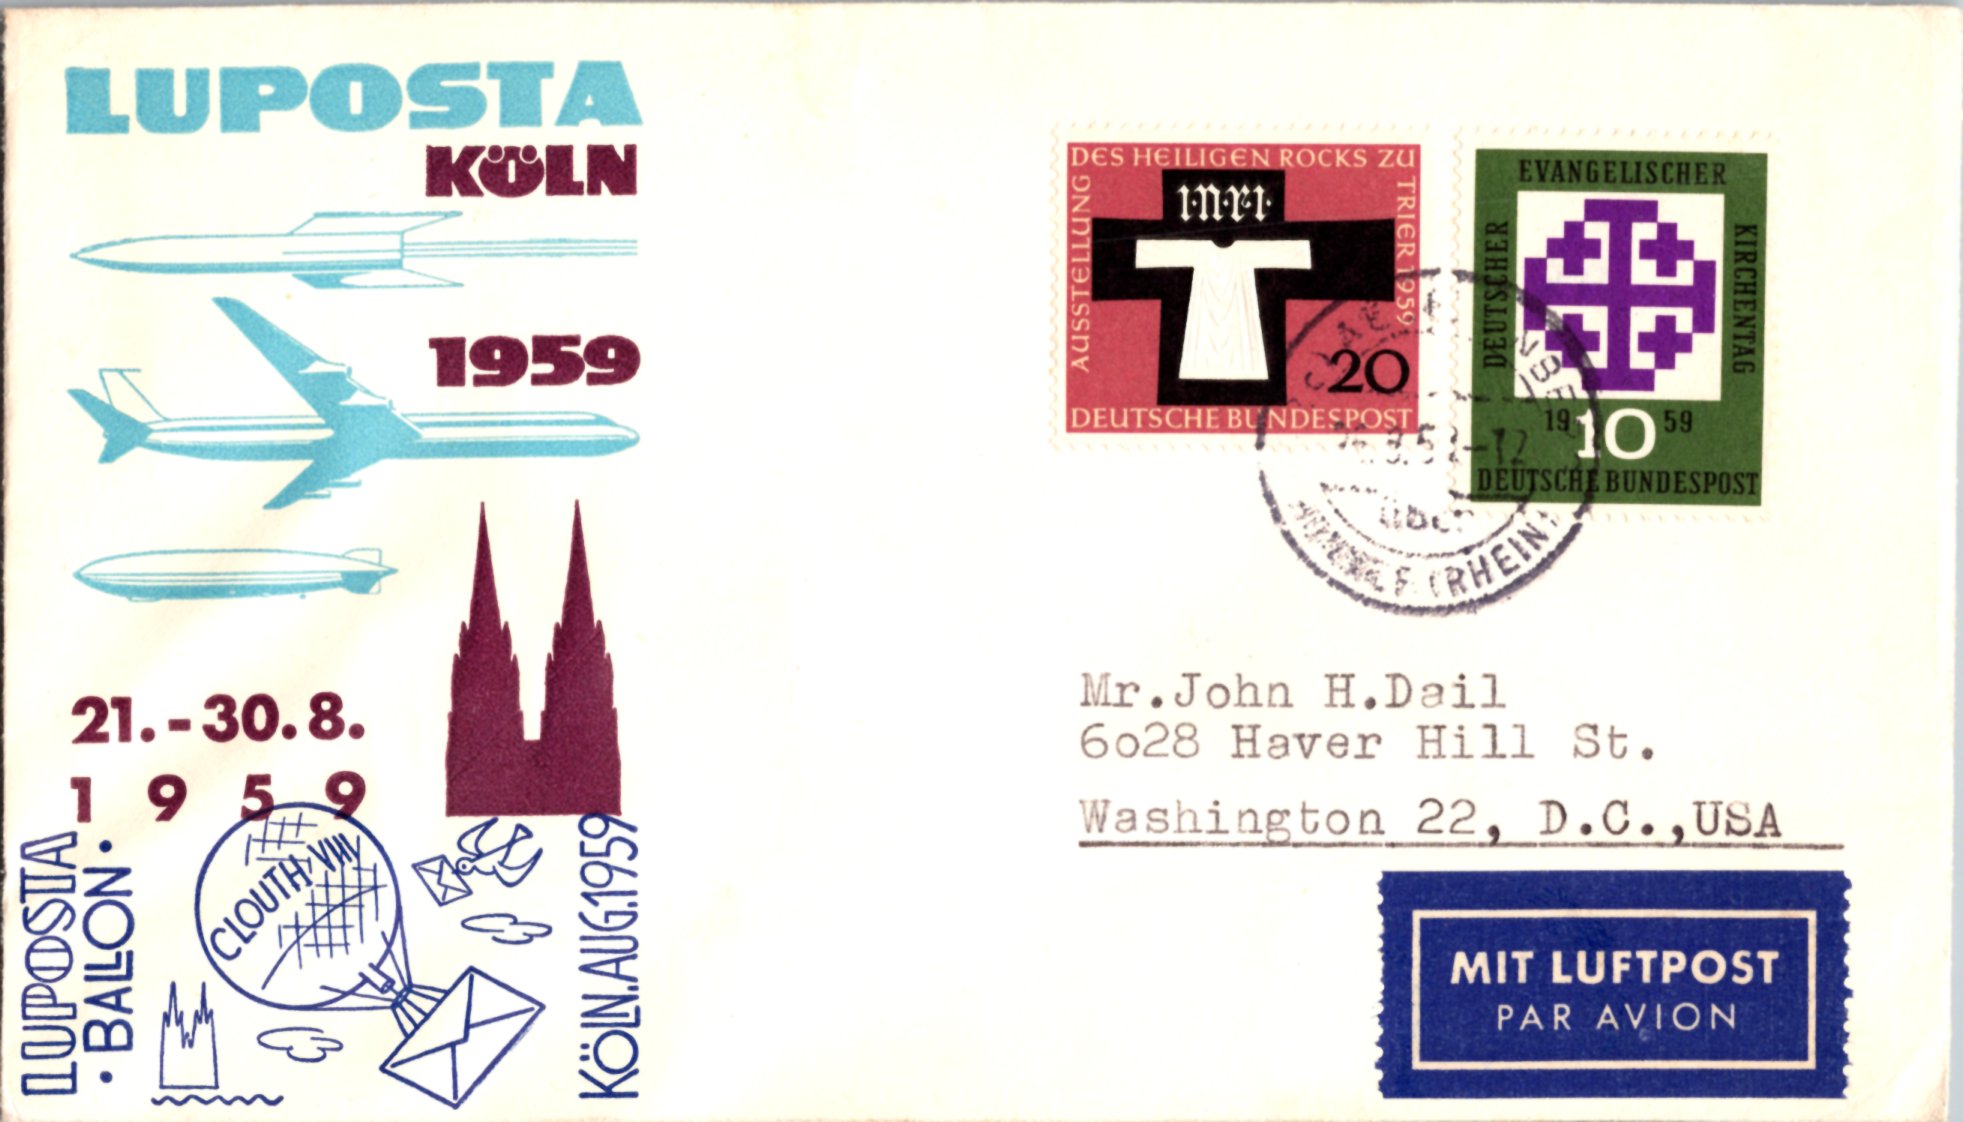 LUPOSTA
KÖLN
1959
21.-30.8.
1959
LUPOSTA
·BALLON·
CLOUTH VIII
KÖLN.AUG.1959
AUSSTELLUNG DES HEILIGEN ROCKS ZU TRIER 1959
I·N·R·I·
20
DEUTSCHE BUNDESPOST
DEUTSCHER EVANGELISCHER KIRCHENTAG
1959
10
DEUTSCHE BUNDESPOST
über
(RHEIN)
Mr.John H.Dail
6028 Haver Hill St.
Washington 22, D.C.,USA
MIT LUFTPOST
PAR AVION